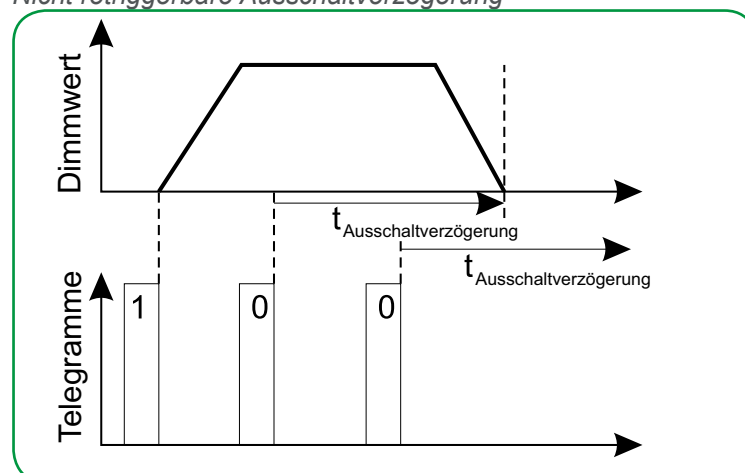 Nicht retriggerbare Ausschaltverzögerung
Dimmwert
tAusschaltverzögerung
tAusschaltverzögerung
Telegramme
1
0
0